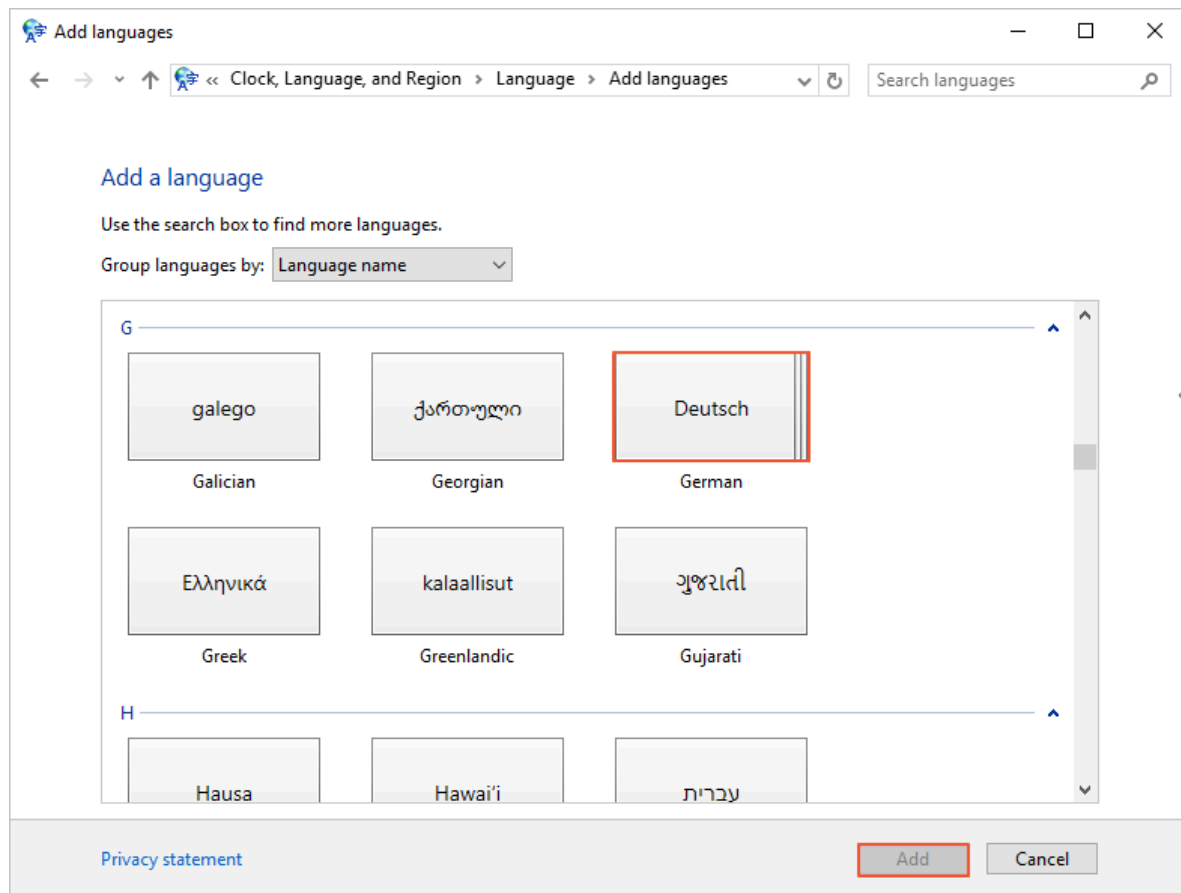 Add languages
« Clock, Language, and Region > Language > Add languages Search languages
Add a language
Use the search box to find more languages.
Group languages by: Language name
G
galego ქართული Deutsch
Galician Georgian German
Ελληνικά kalaallisut ગુજરાતી
Greek Greenlandic Gujarati
H
Hausa Hawaiʻi עברית
Privacy statement Add Cancel